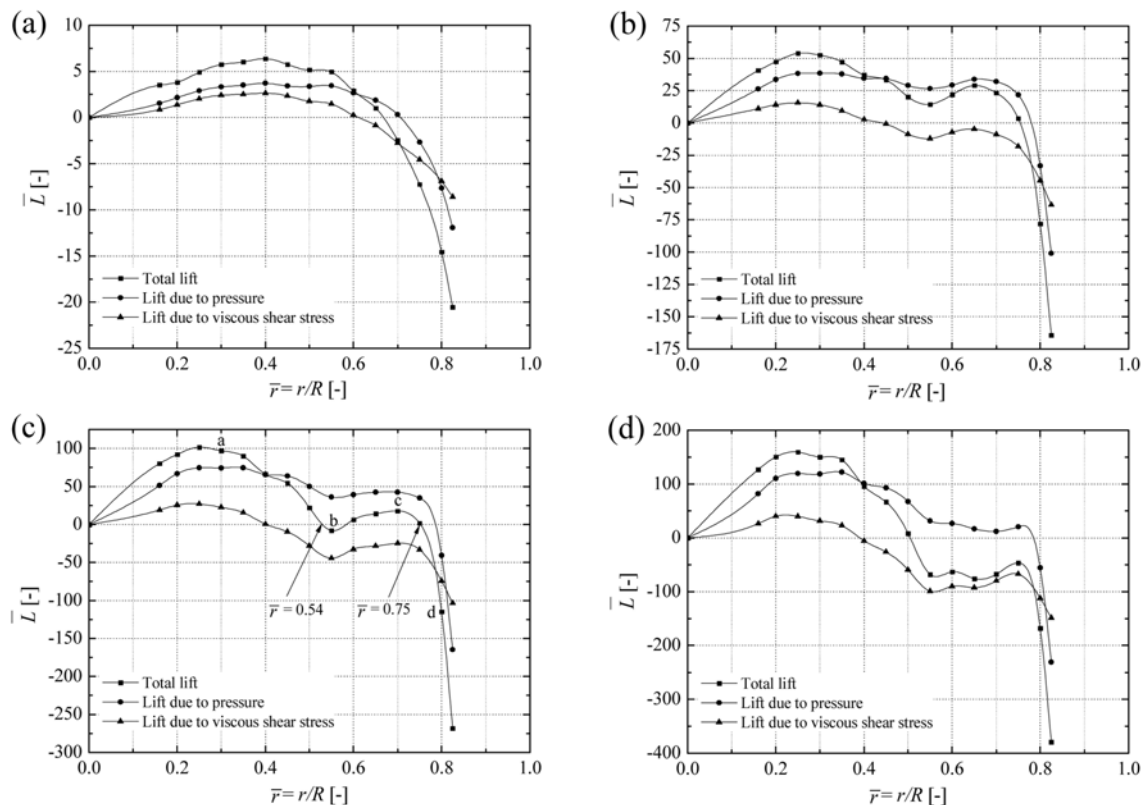 (a)
10
5
0
-5
-10
-15
-20
-25
L̅ [-]
Total lift
Lift due to pressure
Lift due to viscous shear stress
0.0 0.2 0.4 0.6 0.8 1.0
r̅ = r/R [-]
(b)
75
50
25
0
-25
-50
-75
-100
-125
-150
-175
L̅ [-]
Total lift
Lift due to pressure
Lift due to viscous shear stress
0.0 0.2 0.4 0.6 0.8 1.0
r̅ = r/R [-]
(c)
100
50
0
-50
-100
-150
-200
-250
-300
L̅ [-]
a
b
c
d
r̅ = 0.54
r̅ = 0.75
Total lift
Lift due to pressure
Lift due to viscous shear stress
0.0 0.2 0.4 0.6 0.8 1.0
r̅ = r/R [-]
(d)
200
100
0
-100
-200
-300
-400
L̅ [-]
Total lift
Lift due to pressure
Lift due to viscous shear stress
0.0 0.2 0.4 0.6 0.8 1.0
r̅ = r/R [-]